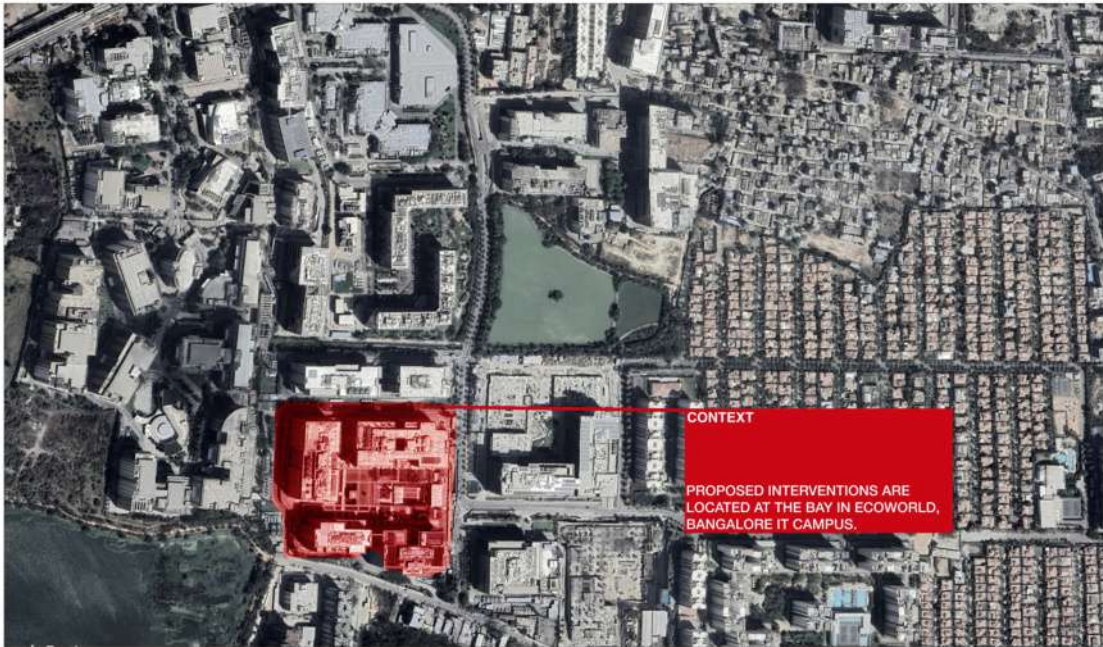 CONTEXT
PROPOSED INTERVENTIONS ARE
LOCATED AT THE BAY IN ECOWORLD,
BANGALORE IT CAMPUS.